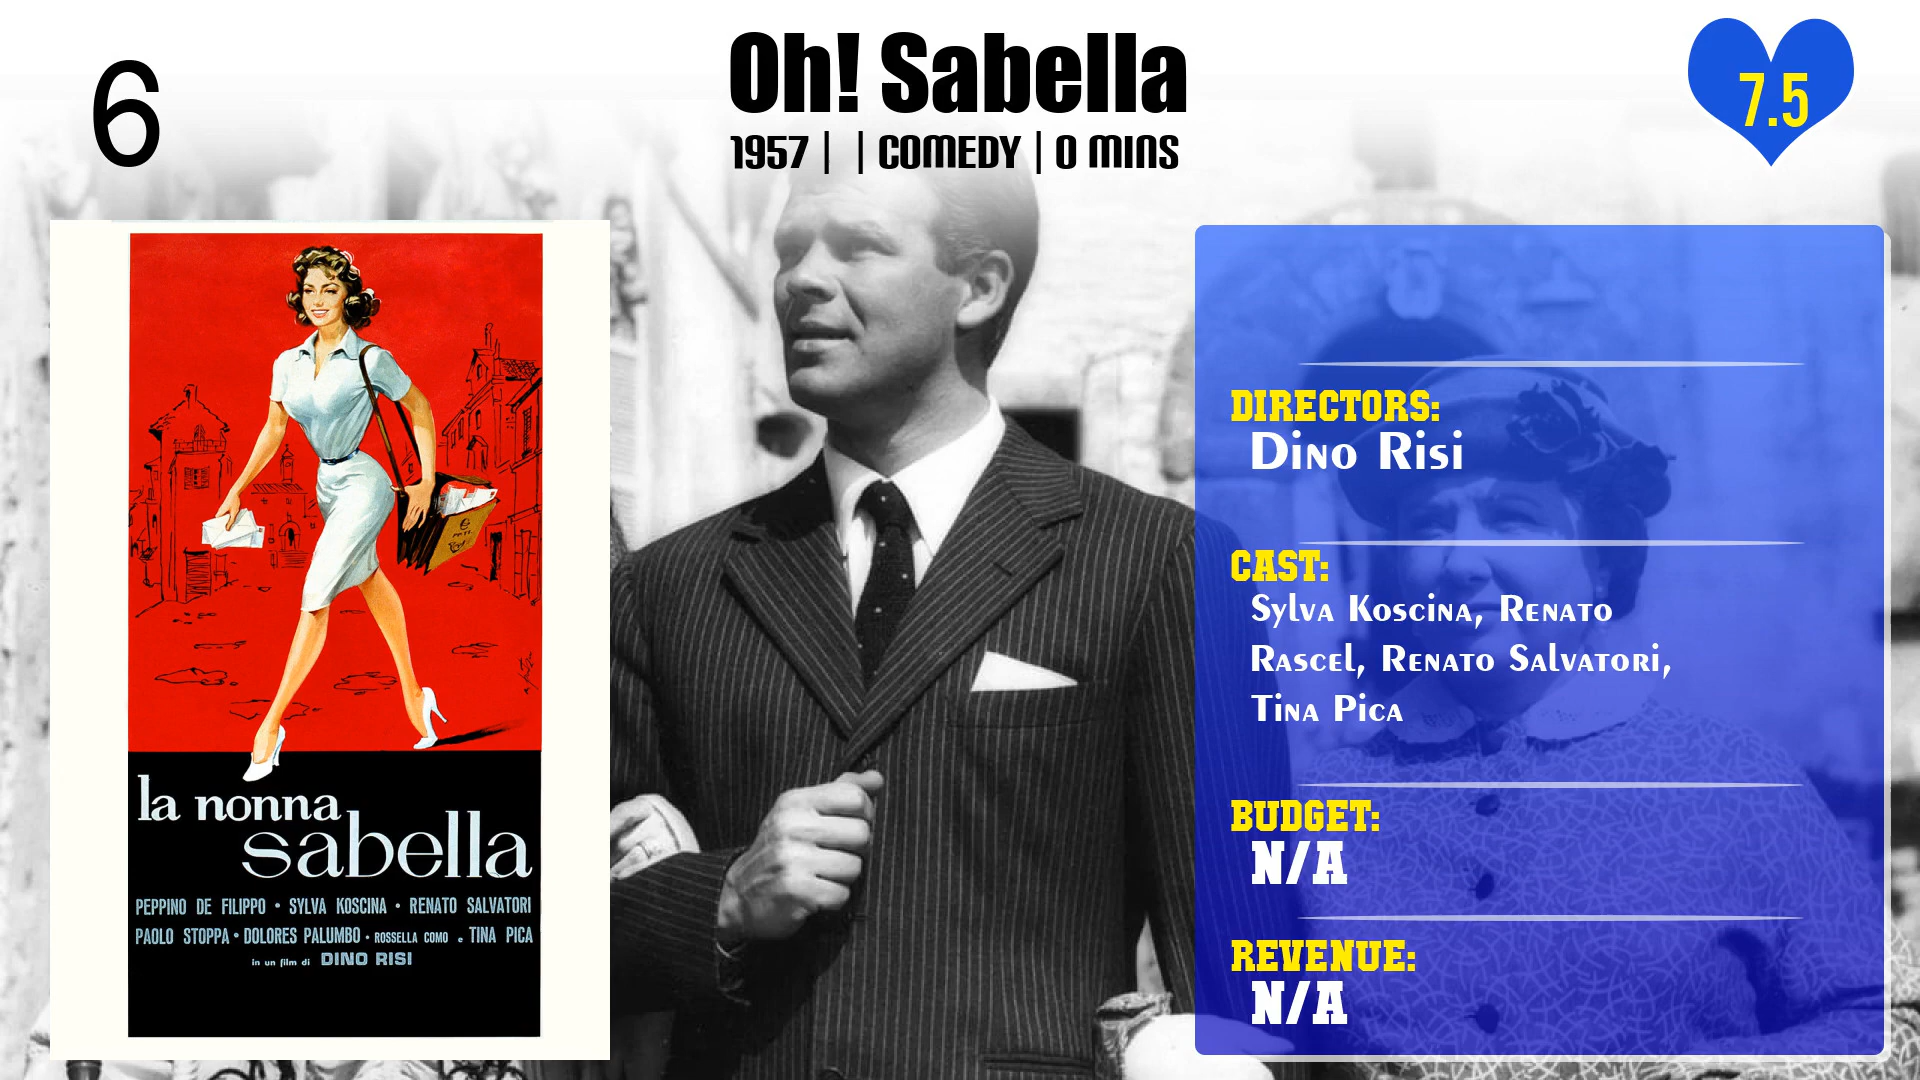 6
Oh! Sabella
1957 | | COMEDY | 0 MINS
7.5
la nonna
sabella
PEPPINO DE FILIPPO • SYLVA KOSCINA • RENATO SALVATORI
PAOLO STOPPA • DOLORES PALUMBO • ROSSELLA COMO e TINA PICA
in un film di DINO RISI
DIRECTORS:
Dino Risi
CAST:
Sylva Koscina, Renato
Rascel, Renato Salvatori,
Tina Pica
BUDGET:
N/A
REVENUE:
N/A